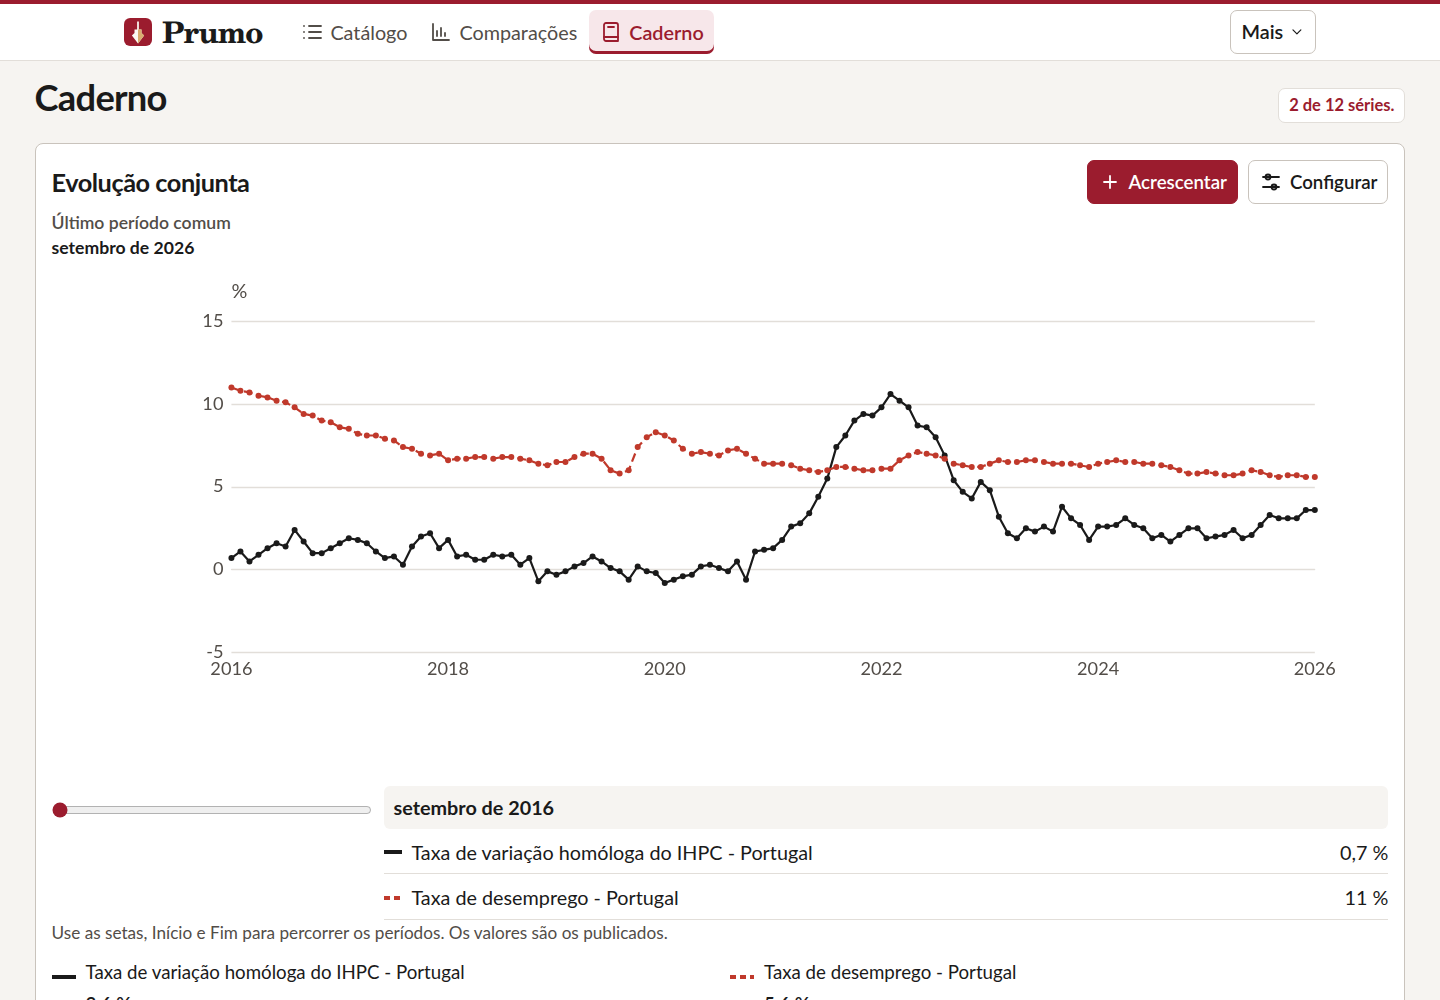 Prumo
Catálogo
Comparações
Caderno
Mais
Caderno
2 de 12 séries.
Evolução conjunta
Acrescentar
Configurar
Último período comum
setembro de 2026
%
15
10
5
0
-5
2016
2018
2020
2022
2024
2026
setembro de 2016
Taxa de variação homóloga do IHPC - Portugal
0,7 %
Taxa de desemprego - Portugal
11 %
Use as setas, Início e Fim para percorrer os períodos. Os valores são os publicados.
Taxa de variação homóloga do IHPC - Portugal
Taxa de desemprego - Portugal